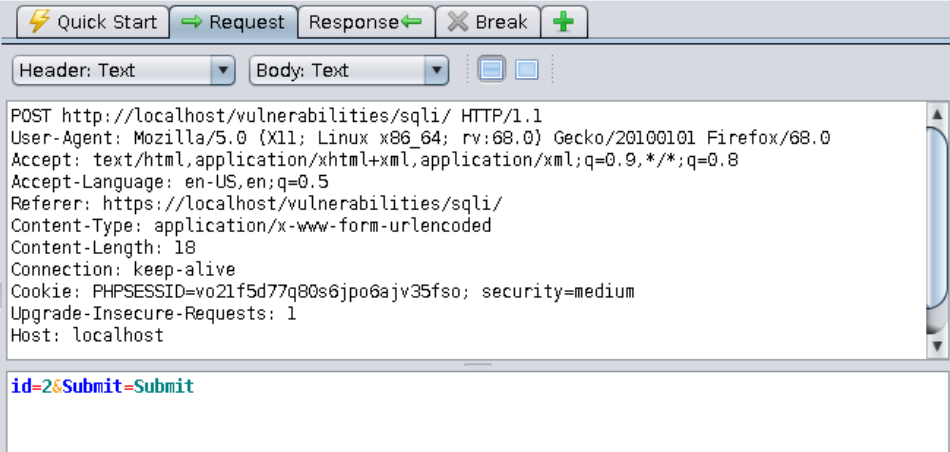 Quick Start Request Response Break
Header: Text Body: Text
POST http://localhost/vulnerabilities/sqli/ HTTP/1.1
User-Agent: Mozilla/5.0 (X11; Linux x86_64; rv:68.0) Gecko/20100101 Firefox/68.0
Accept: text/html,application/xhtml+xml,application/xml;q=0.9,*/*;q=0.8
Accept-Language: en-US,en;q=0.5
Referer: https://localhost/vulnerabilities/sqli/
Content-Type: application/x-www-form-urlencoded
Content-Length: 18
Connection: keep-alive
Cookie: PHPSESSID=vo21f5d77q80s6jpo6ajv35fso; security=medium
Upgrade-Insecure-Requests: 1
Host: localhost
id=2&Submit=Submit